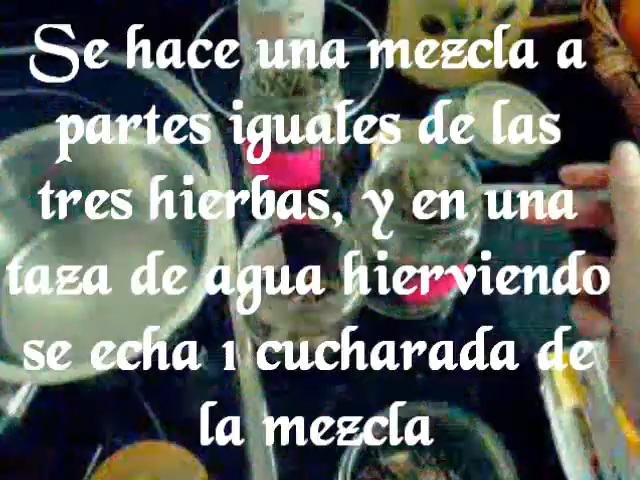 Se hace una mezcla a
partes iguales de las
tres hierbas, y en una
taza de agua hierviendo
se echa 1 cucharada de
la mezcla